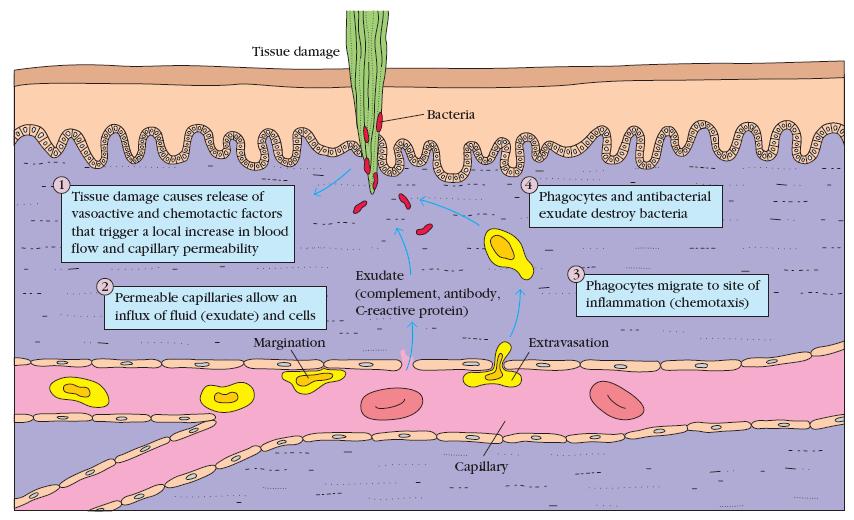 Tissue damage
Bacteria
1
Tissue damage causes release of
vasoactive and chemotactic factors
that trigger a local increase in blood
flow and capillary permeability
4
Phagocytes and antibacterial
exudate destroy bacteria
2
Permeable capillaries allow an
influx of fluid (exudate) and cells
Exudate
(complement, antibody,
C-reactive protein)
3
Phagocytes migrate to site of
inflammation (chemotaxis)
Margination
Extravasation
Capillary